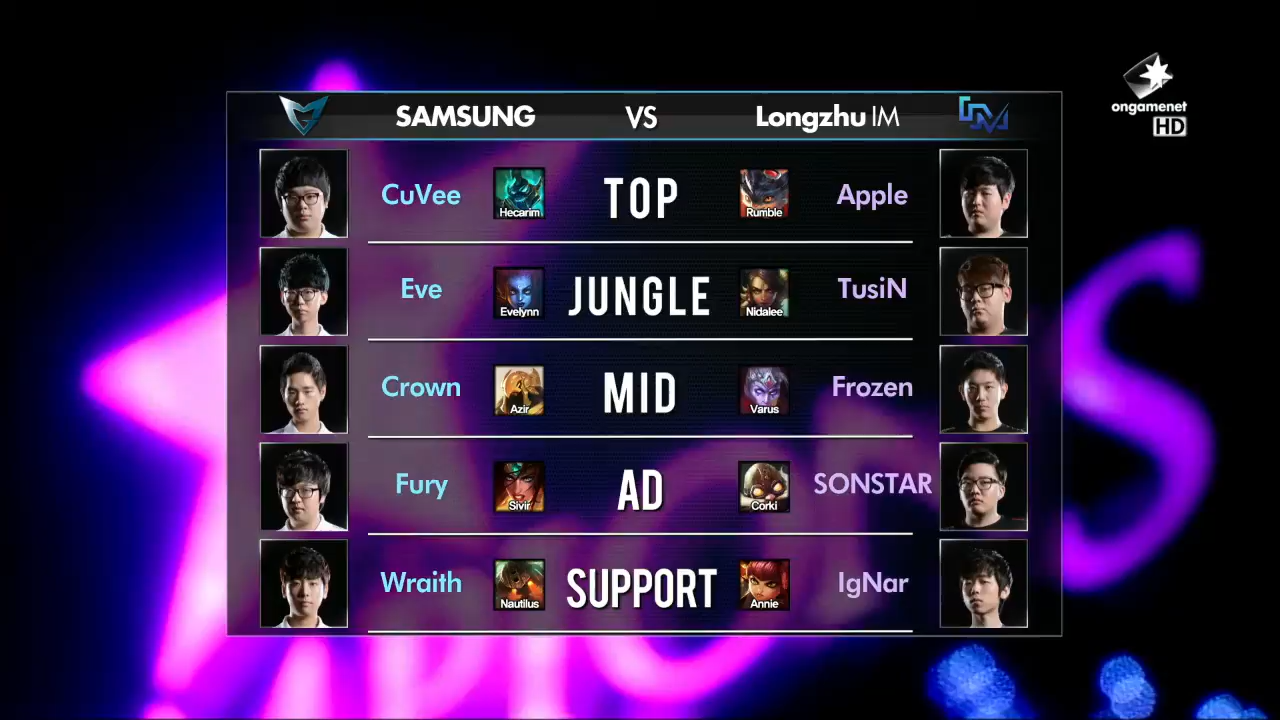 SAMSUNG VS Longzhu IM
ongamenet
HD
CuVee Hecarim TOP Rumble Apple
Eve Evelynn JUNGLE Nidalee TusiN
Crown Azir MID Varus Frozen
Fury Sivir AD Corki SONSTAR
Wraith Nautilus SUPPORT Annie IgNar